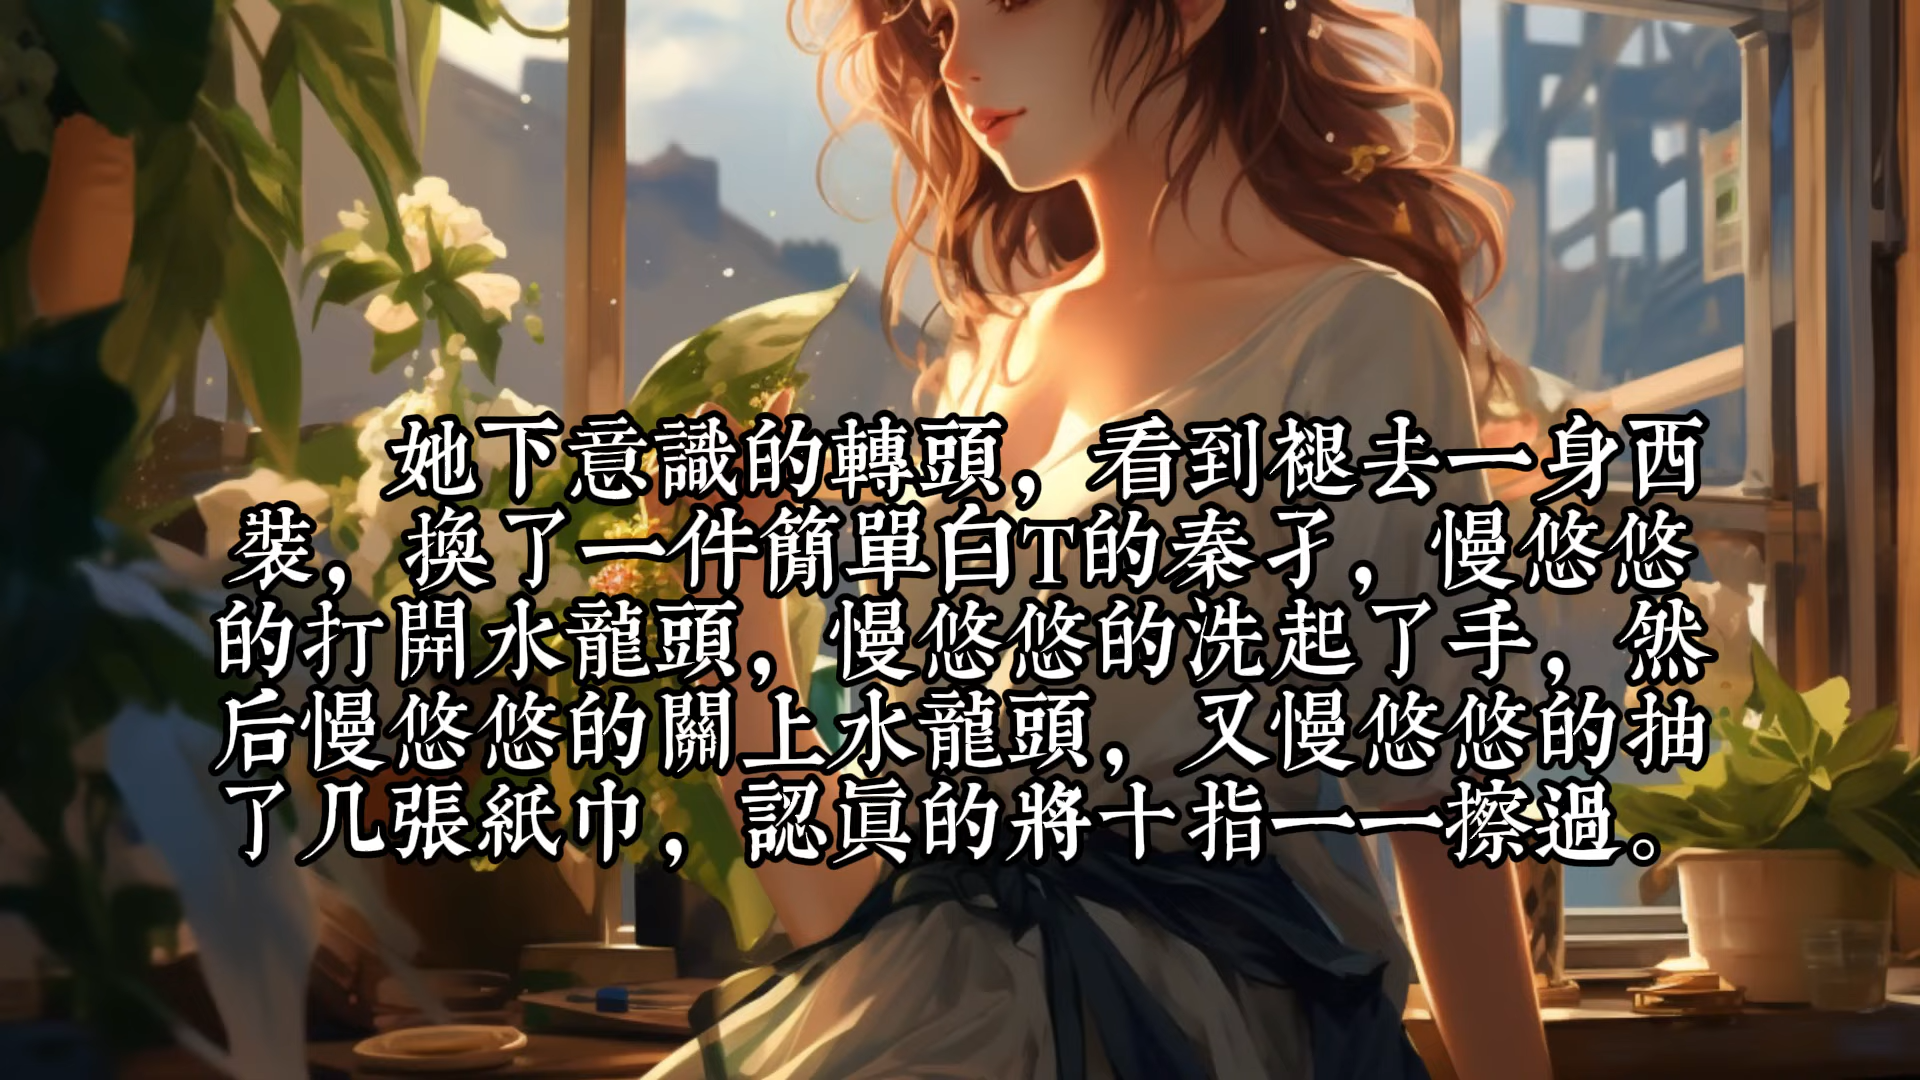 她下意識的轉頭，看到褪去一身西
裝，換了一件簡單白T的秦孑，慢悠悠
的打開水龍頭，慢悠悠的洗起了手，然
后慢悠悠的關上水龍頭，又慢悠悠的抽
了几張紙巾，認眞的將十指一一擦過。